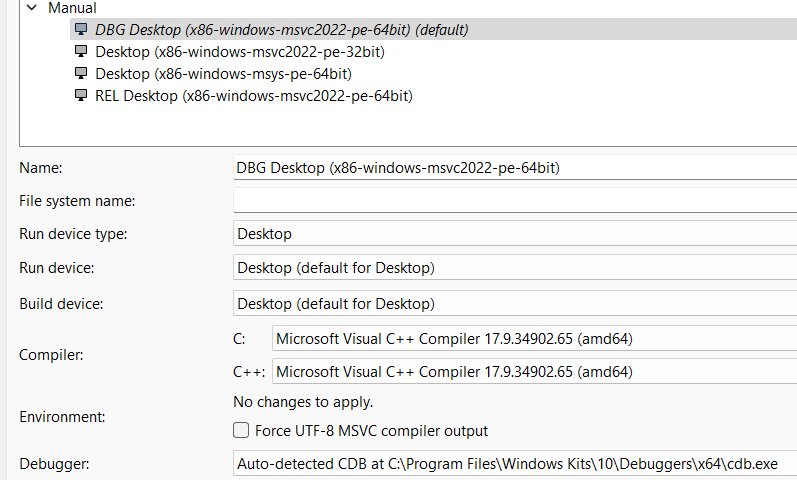 Manual
DBG Desktop (x86-windows-msvc2022-pe-64bit) (default)
Desktop (x86-windows-msvc2022-pe-32bit)
Desktop (x86-windows-msys-pe-64bit)
REL Desktop (x86-windows-msvc2022-pe-64bit)
Name: DBG Desktop (x86-windows-msvc2022-pe-64bit)
File system name:
Run device type: Desktop
Run device: Desktop (default for Desktop)
Build device: Desktop (default for Desktop)
Compiler:
C: Microsoft Visual C++ Compiler 17.9.34902.65 (amd64)
C++: Microsoft Visual C++ Compiler 17.9.34902.65 (amd64)
Environment:
No changes to apply.
Force UTF-8 MSVC compiler output
Debugger: Auto-detected CDB at C:\Program Files\Windows Kits\10\Debuggers\x64\cdb.exe